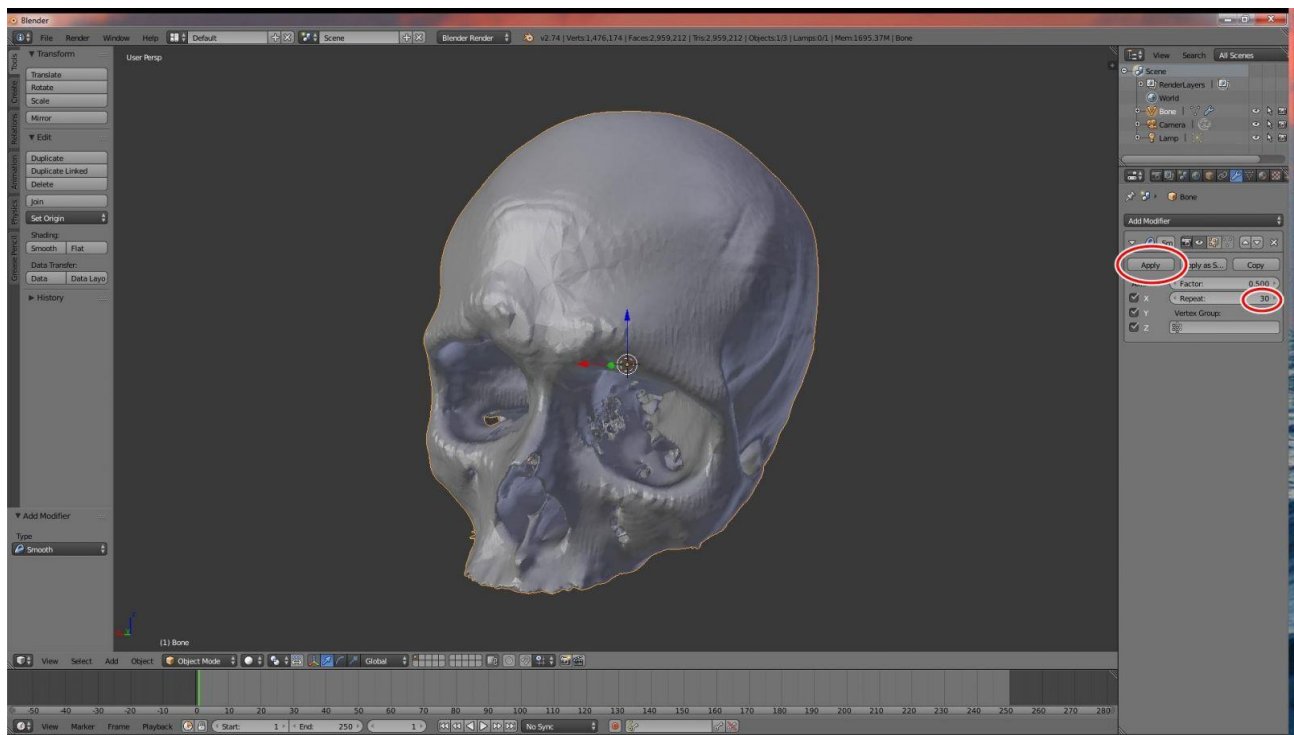 Blender
File Render Window Help Default Scene Blender Render v2.74 | Verts:1,476,174 | Faces:2,959,212 | Tris:2,959,212 | Objects:1/3 | Lamps:0/1 | Mem:1695.37M | Bone
Tools
Create
Relations
Animation
Physics
Grease Pencil
Transform
Translate
Rotate
Scale
Mirror
Edit
Duplicate
Duplicate Linked
Delete
Join
Set Origin
Shading:
Smooth Flat
Data Transfer:
Data Data Layo
History
Add Modifier
Type
Smooth
User Persp
z
(1) Bone
View Search All Scenes
Scene
RenderLayers |
World
Bone |
Camera |
Lamp |
Bone
Add Modifier
Sm
Apply pply as S... Copy
Factor: 0.500
X Repeat: 30
Y Vertex Group:
Z
View Select Add Object Object Mode Global
-50 -40 -30 -20 -10 0 10 20 30 40 50 60 70 80 90 100 110 120 130 140 150 160 170 180 190 200 210 220 230 240 250 260 270 280
View Marker Frame Playback Start: 1 End: 250 1 No Sync